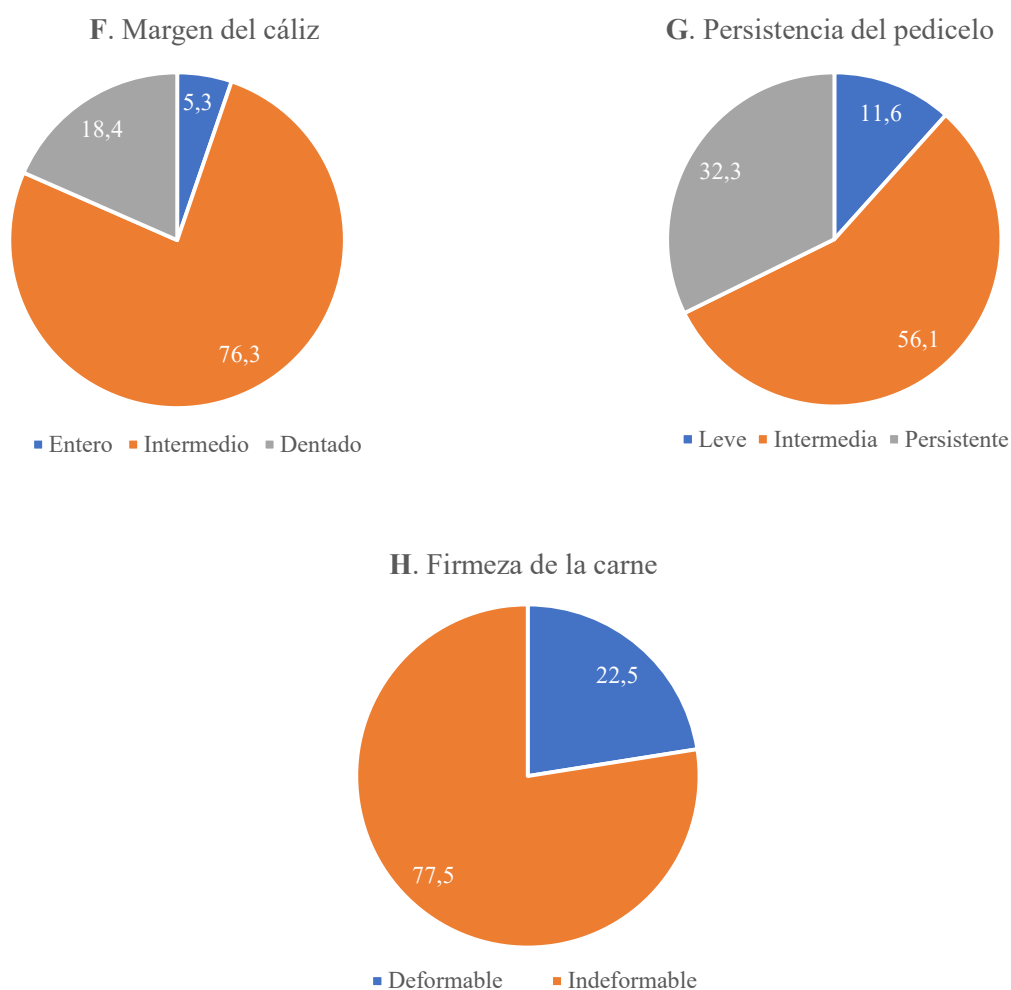 F. Margen del cáliz
5,3
18,4
76,3
Entero Intermedio Dentado
G. Persistencia del pedicelo
11,6
32,3
56,1
Leve Intermedia Persistente
H. Firmeza de la carne
22,5
77,5
Deformable Indeformable